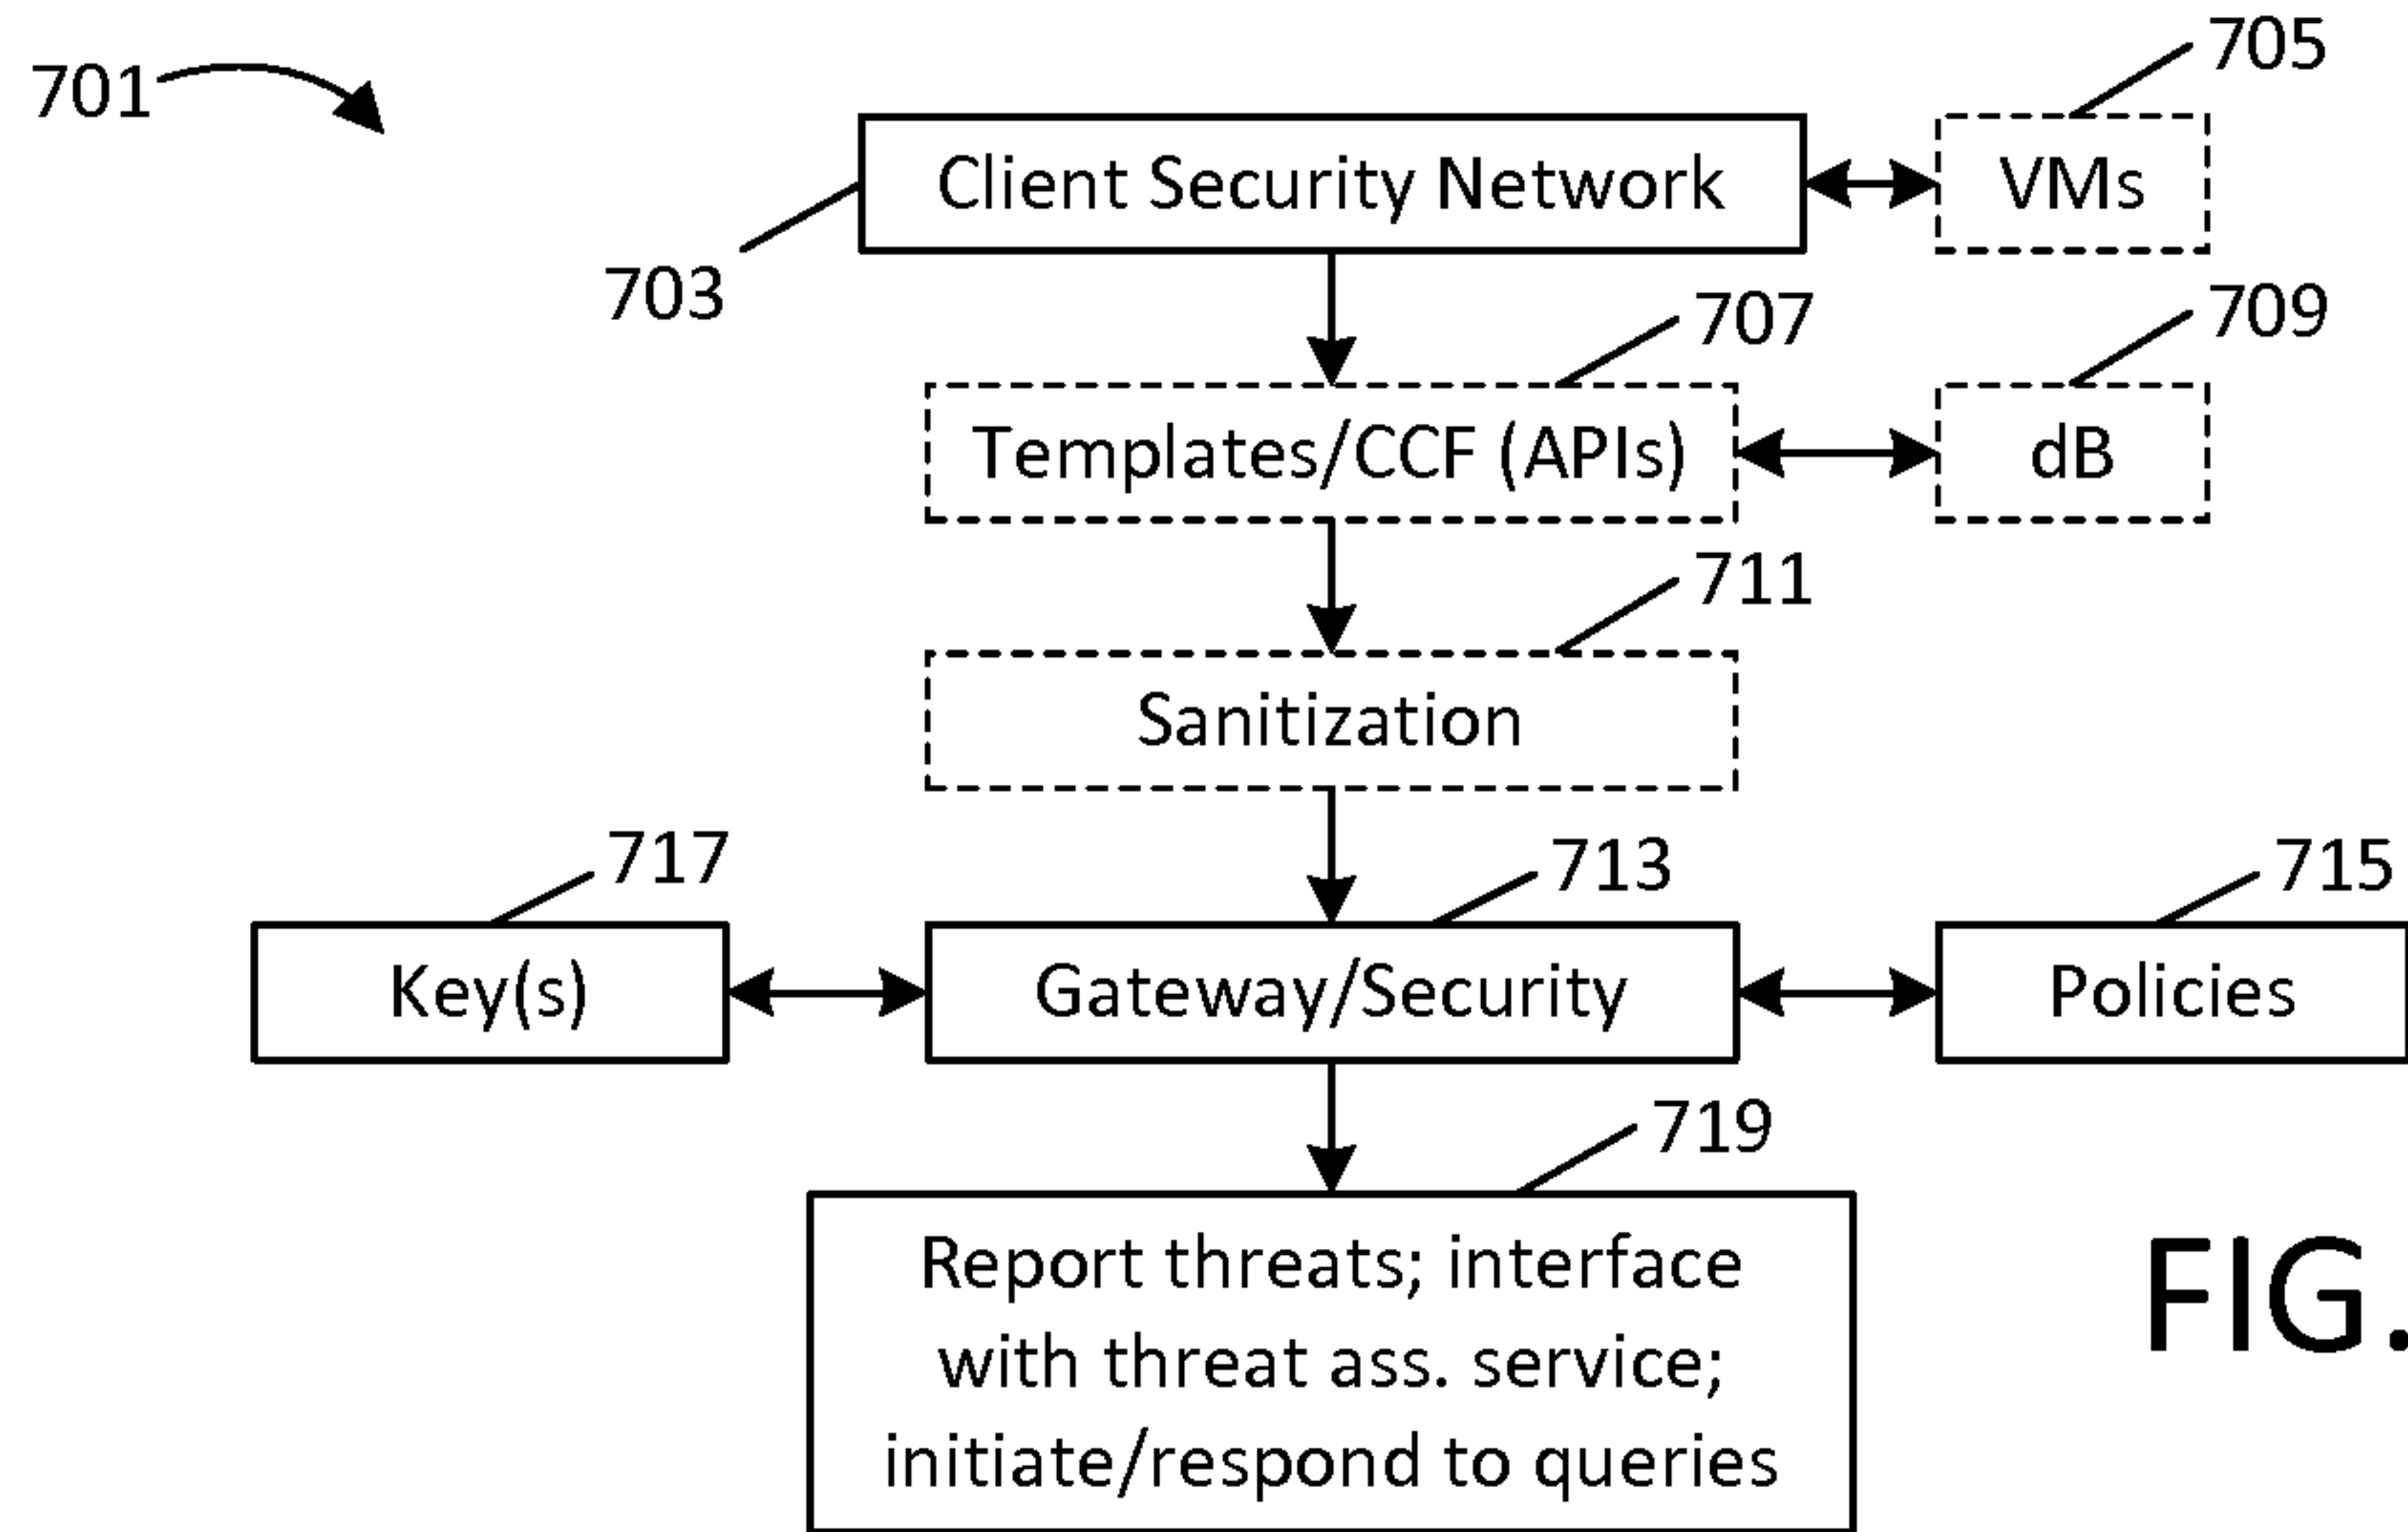 701
705
Client Security Network
VMs
703
707
709
Templates/CCF (APIs)
dB
711
Sanitization
717
713
715
Key(s)
Gateway/Security
Policies
719
Report threats; interface
with threat ass. service;
initiate/respond to queries
FIG.